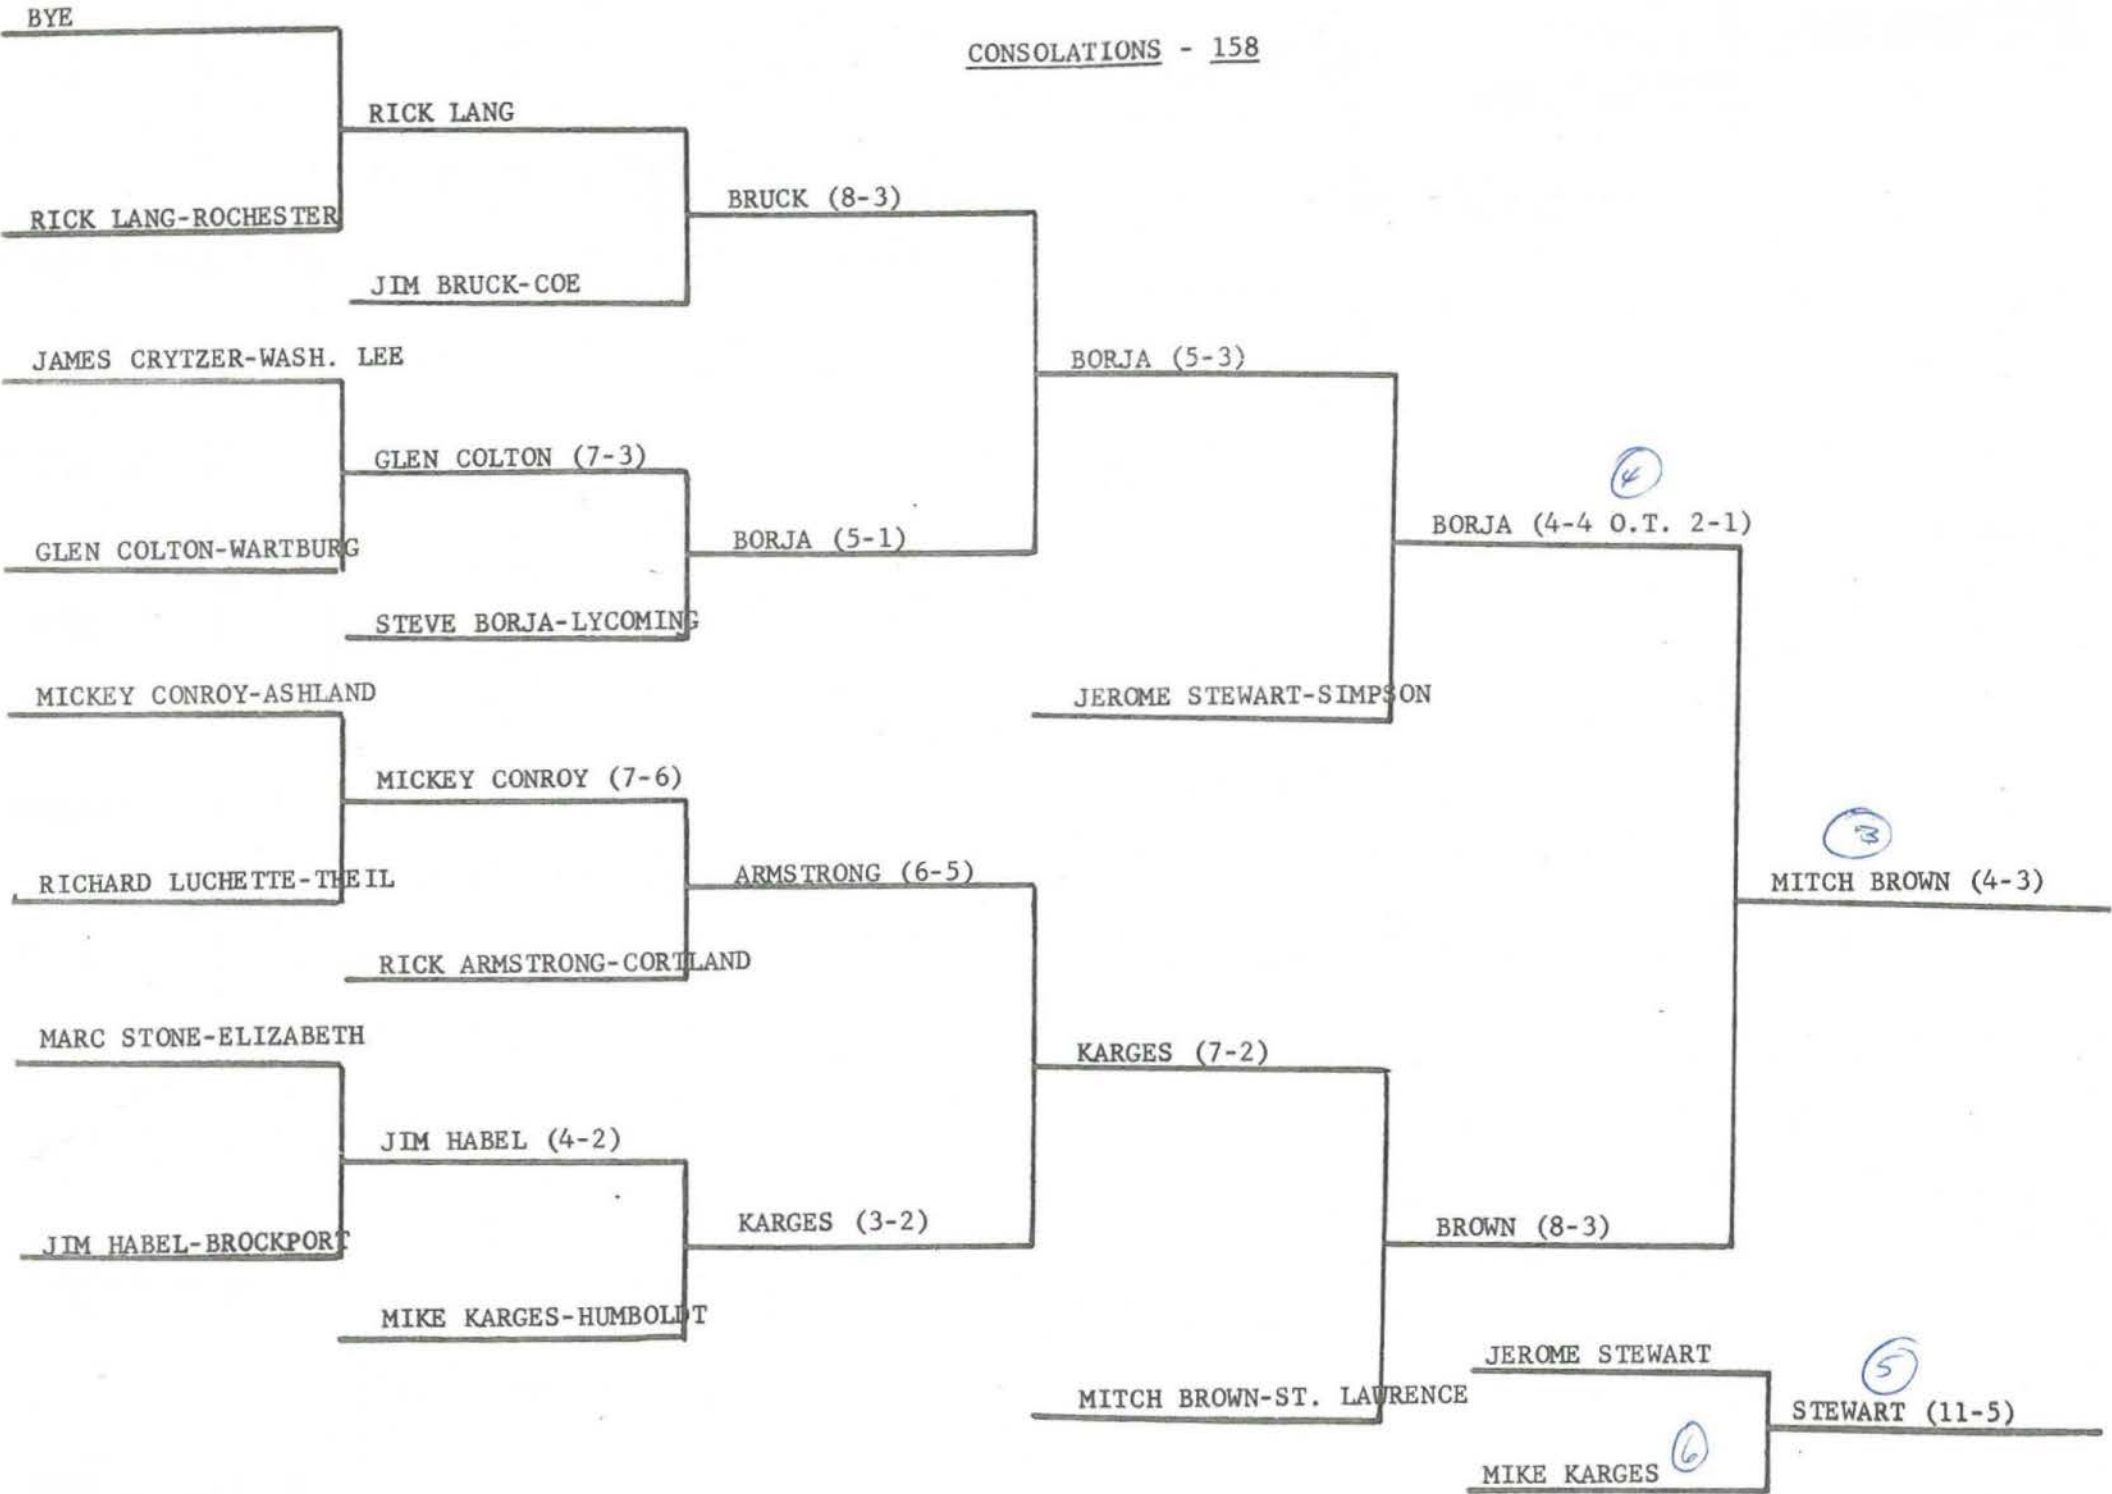 BYE
CONSOLATIONS - 158
RICK LANG
BRUCK (8-3)
RICK LANG-ROCHESTER
JIM BRUCK-COE
JAMES CRYTZER-WASH. LEE
BORJA (5-3)
GLEN COLTON (7-3)
4
BORJA (4-4 O.T. 2-1)
GLEN COLTON-WARTBURG
BORJA (5-1)
STEVE BORJA-LYCOMING
MICKEY CONROY-ASHLAND
JEROME STEWART-SIMPSON
MICKEY CONROY (7-6)
3
RICHARD LUCHETTE-THEIL
ARMSTRONG (6-5)
MITCH BROWN (4-3)
RICK ARMSTRONG-CORTLAND
MARC STONE-ELIZABETH
KARGES (7-2)
JIM HABEL (4-2)
KARGES (3-2)
BROWN (8-3)
JIM HABEL-BROCKPORT
MIKE KARGES-HUMBOLDT
JEROME STEWART
5
MITCH BROWN-ST. LAWRENCE
STEWART (11-5)
MIKE KARGES 6